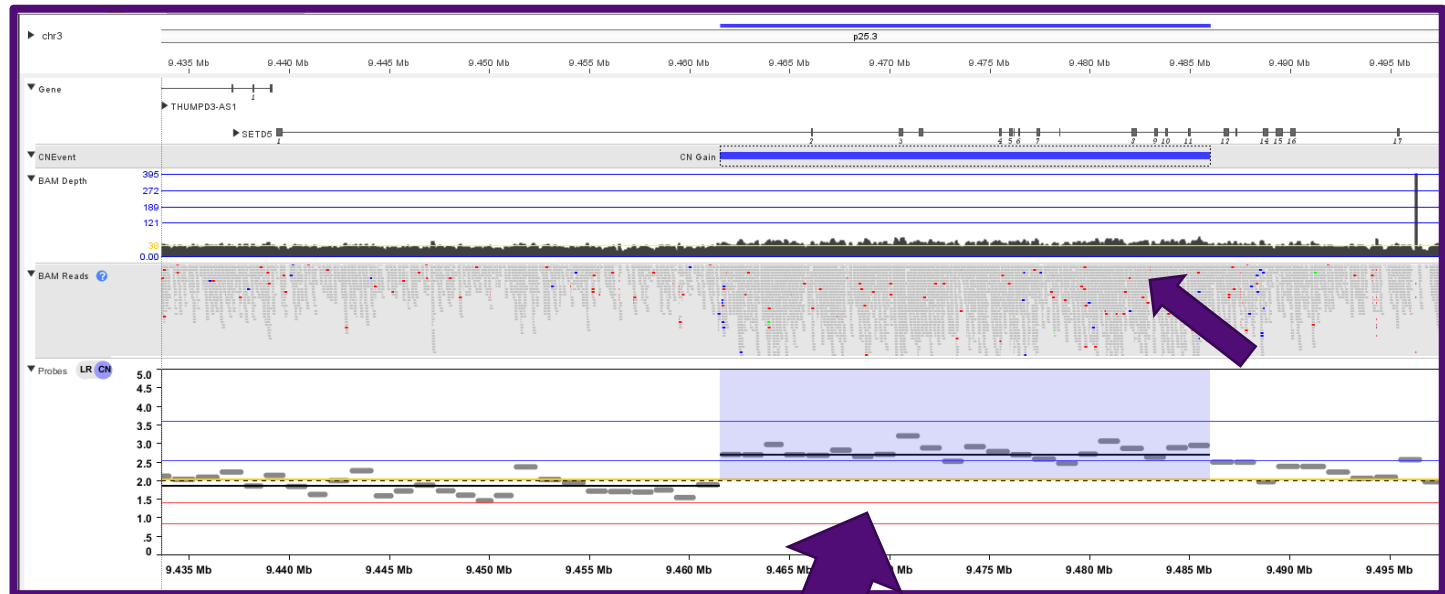 chr3
p25.3
9.435 Mb 9.440 Mb 9.445 Mb 9.450 Mb 9.455 Mb 9.460 Mb 9.465 Mb 9.470 Mb 9.475 Mb 9.480 Mb 9.485 Mb 9.490 Mb 9.495 Mb
Gene
1
THUMPD3-AS1
SETD5
1 2 3 4 5 6 7 8 9 10 11 12 14 15 16 17
CNEvent
CN Gain
BAM Depth
395
272
189
121
30
0.00
BAM Reads ?
Probes LR CN
5.0
4.5
4.0
3.5
3.0
2.5
2.0
1.5
1.0
.5
0
9.435 Mb 9.440 Mb 9.445 Mb 9.450 Mb 9.455 Mb 9.460 Mb 9.465 Mb 9.475 Mb 9.480 Mb 9.485 Mb 9.490 Mb 9.495 Mb